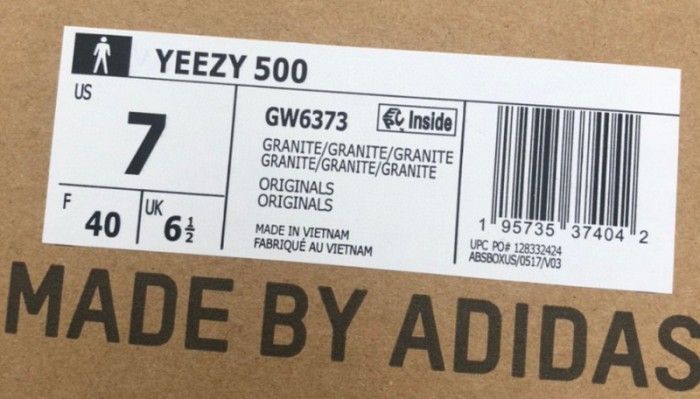 YEEZY 500
US
7
F
40
UK
6½
GW6373
Inside
GRANITE/GRANITE/GRANITE
GRANITE/GRANITE/GRANITE
ORIGINALS
ORIGINALS
MADE IN VIETNAM
FABRIQUÉ AU VIETNAM
1 95735 37404 2
UPC PO# 128332424
ABSBOXUS/0517/V03
MADE BY ADIDAS